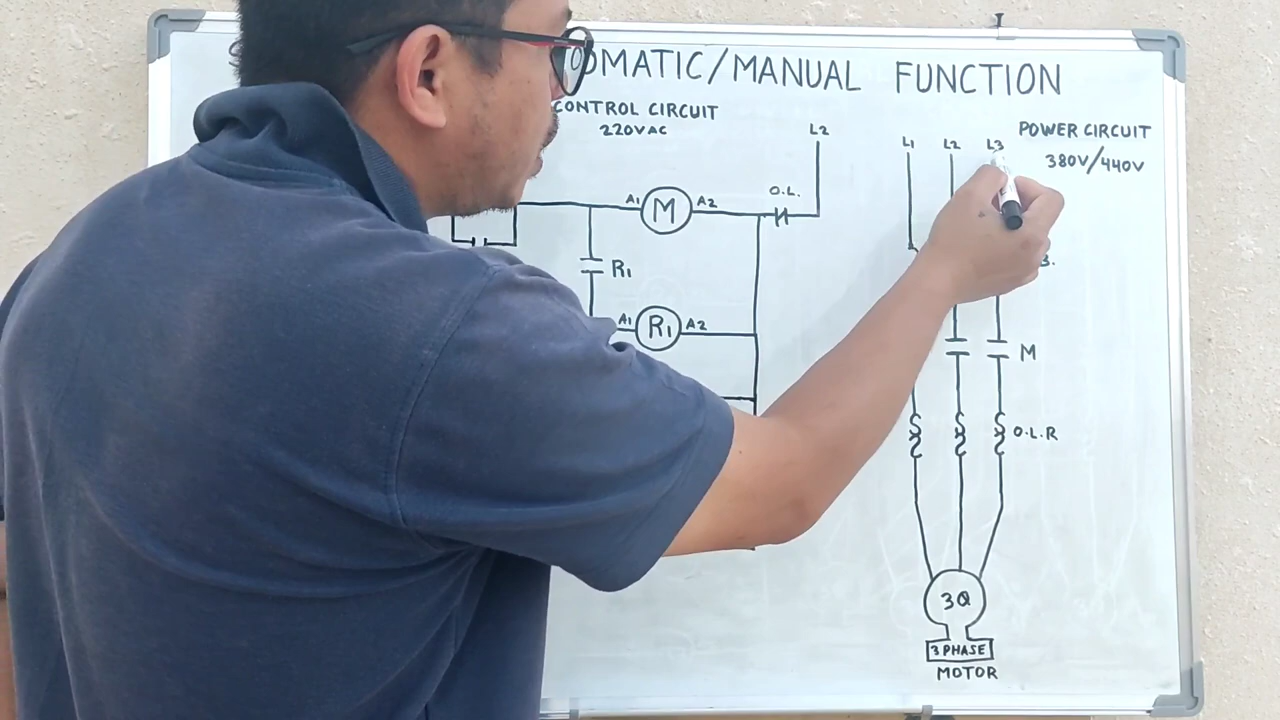 OMATIC/MANUAL FUNCTION
CONTROL CIRCUIT
220VAC
L2
A1 M A2
O.L.
R1
A1 R1 A2
POWER CIRCUIT
380V/440V
L1 L2 L3
B.
M
O.L.R
3Q
3 PHASE
MOTOR